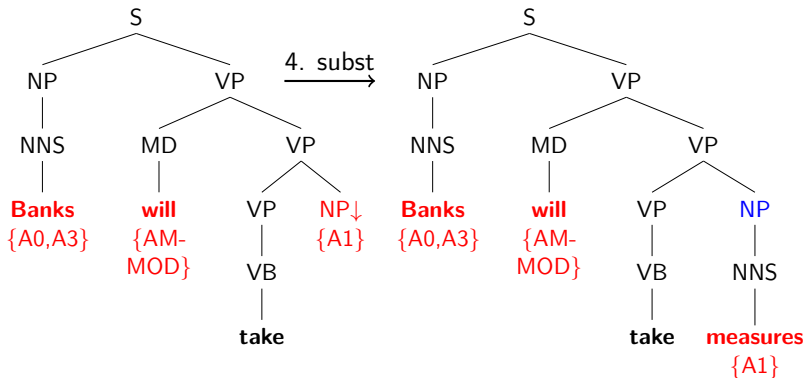 S
4. subst
S
NP VP
NP VP
NNS MD VP
NNS MD VP
Banks will VP NP↓
Banks will VP NP
{A0,A3} {AM- {A1}
{A0,A3} {AM-
MOD} VB
MOD} VB NNS
take
take measures
{A1}